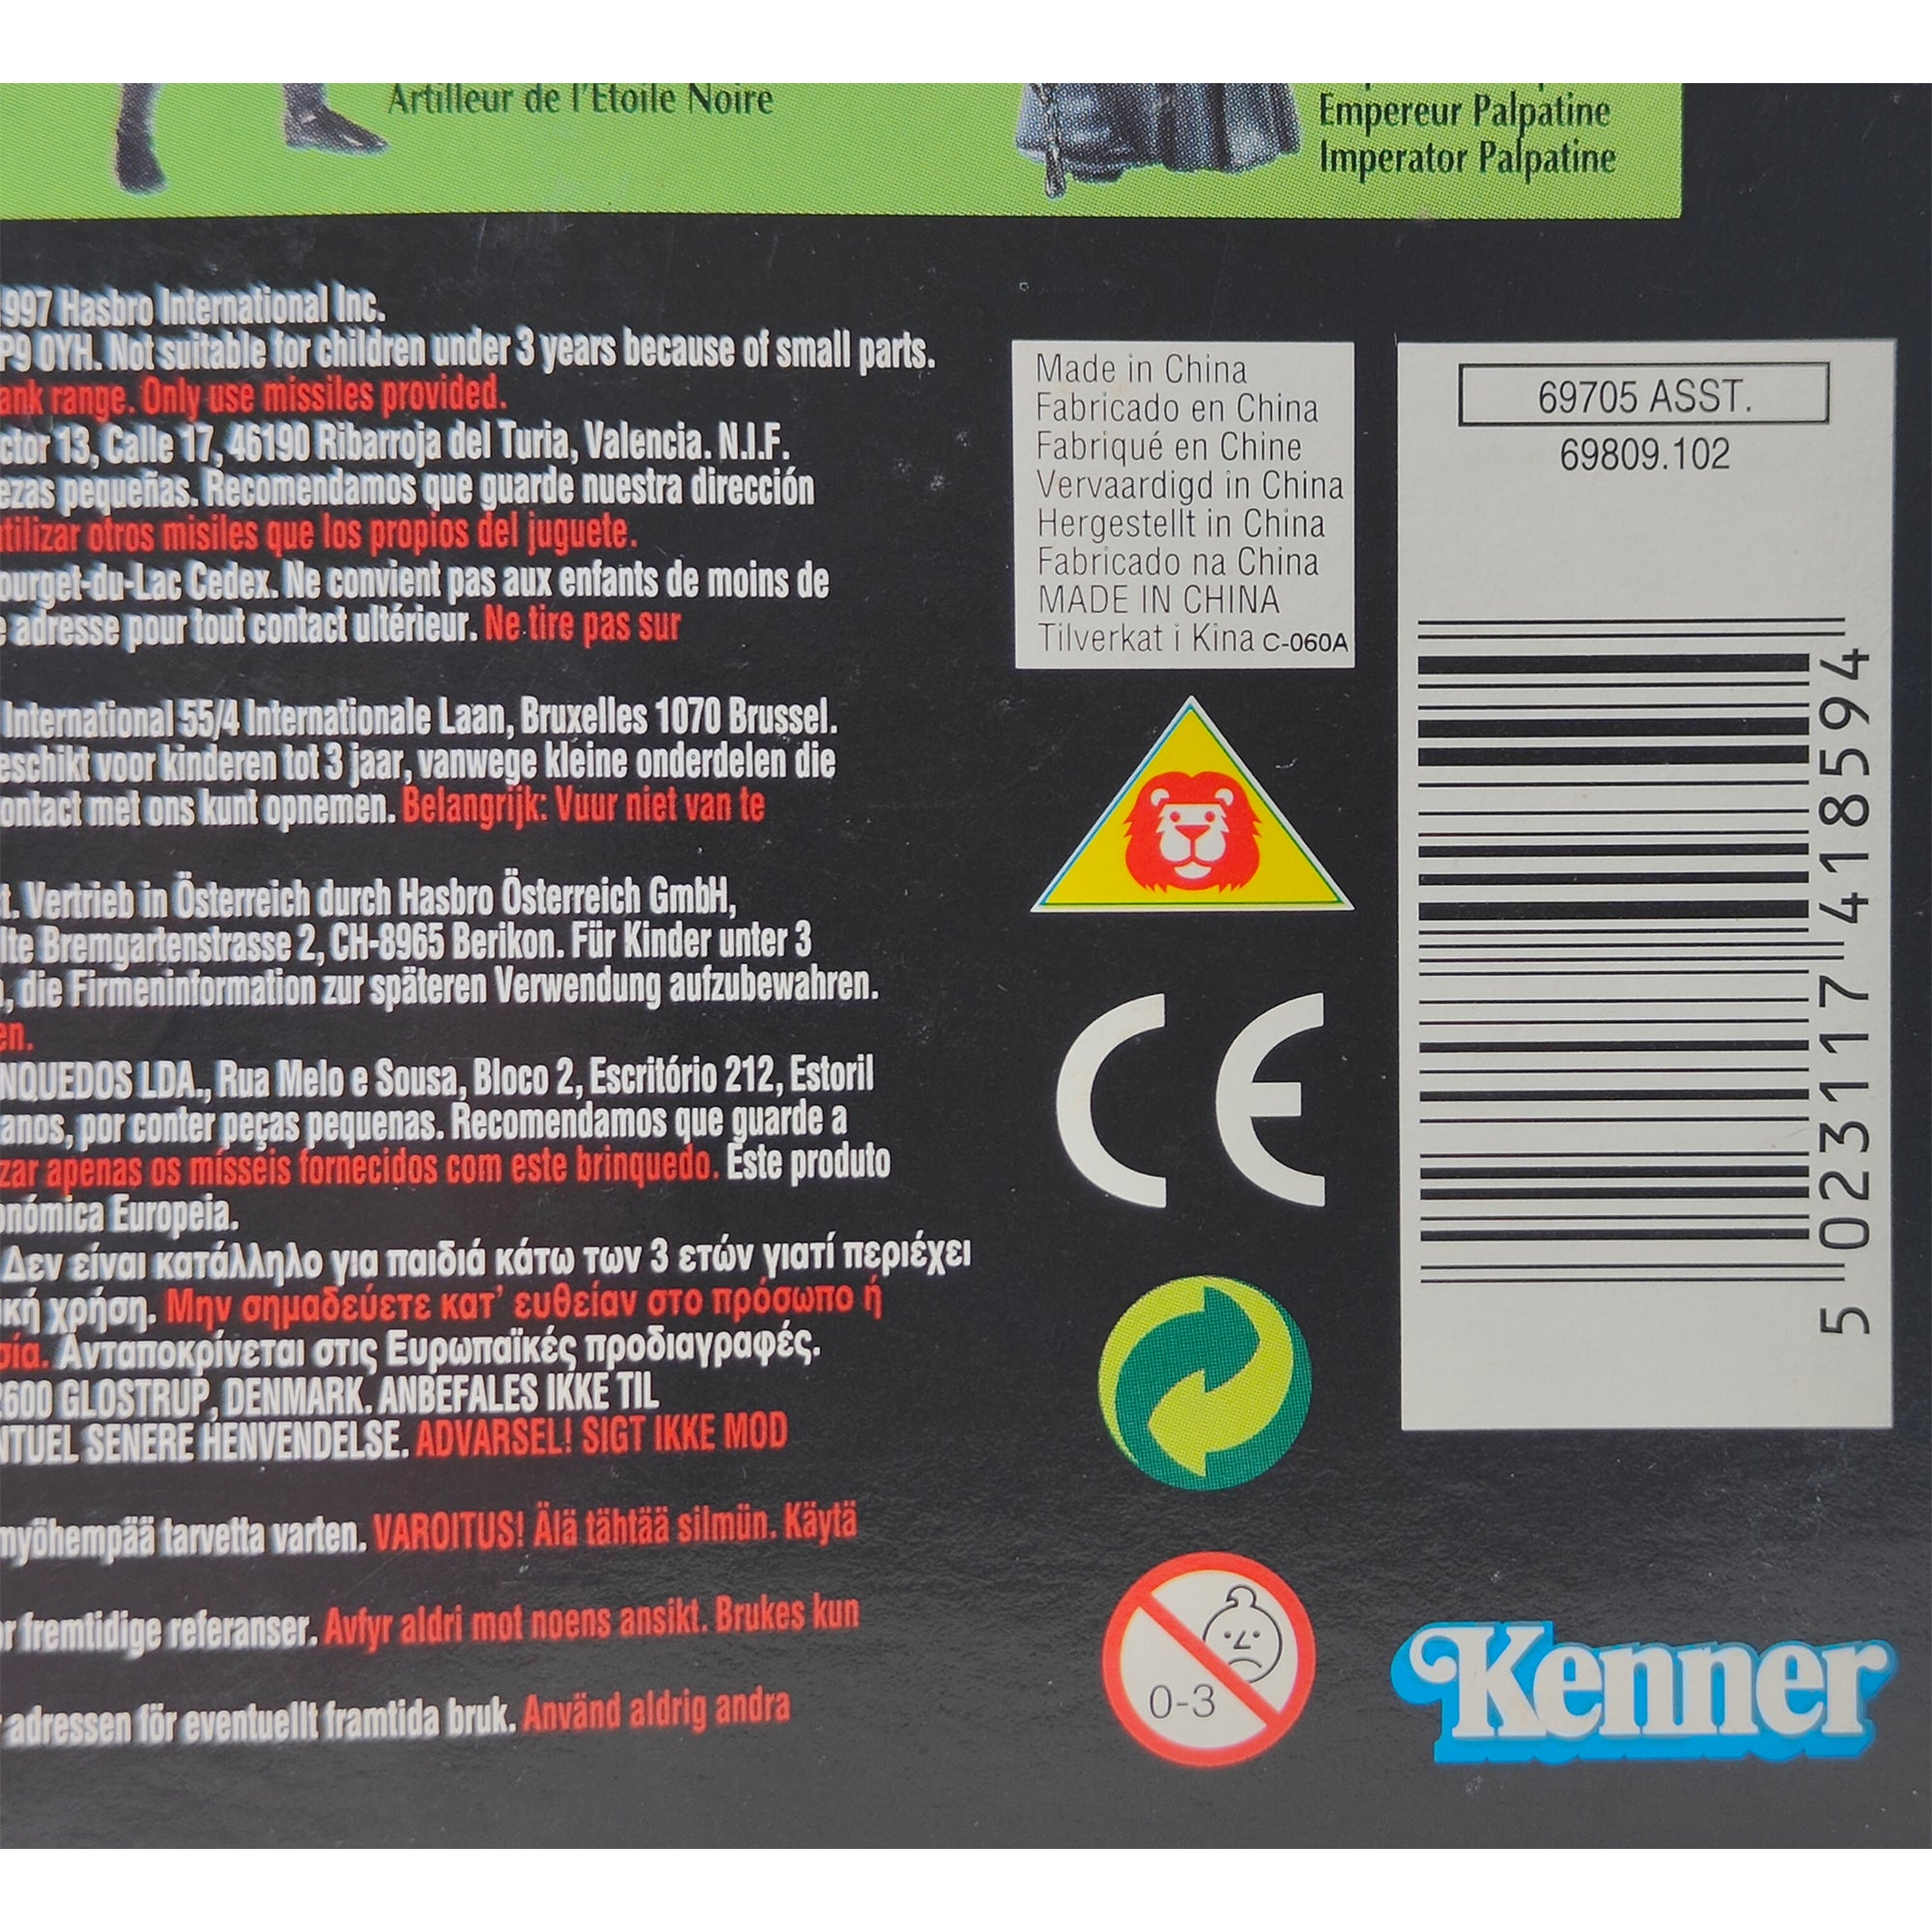 Artilleur de l'Etoile Noire
Empereur Palpatine
Imperator Palpatine
1997 Hasbro International Inc.
P9 0YH. Not suitable for children under 3 years because of small parts.
range. Only use missiles provided.
13, Calle 17, 46190 Ribarroja del Turia, Valencia. N.I.F.
ezas pequeñas. Recomendamos que guarde nuestra dirección
utilizar otros misiles que los propios del juguete.
ourget-du-Lac Cedex. Ne convient pas aux enfants de moins de
adresse pour tout contact ultérieur. Ne tire pas sur
International 55/4 Internationale Laan, Bruxelles 1070 Brussel.
eschikt voor kinderen tot 3 jaar, vanwege kleine onderdelen die
ontact met ons kunt opnemen. Belangrijk: Vuur niet van te
t. Vertrieb in Österreich durch Hasbro Österreich GmbH,
lte Bremgartenstrasse 2, CH-8965 Berikon. Für Kinder unter 3
, die Firmeninformation zur späteren Verwendung aufzubewahren.
en.
NQUEDOS LDA., Rua Melo e Sousa, Bloco 2, Escritório 212, Estoril
anos, por conter peças pequenas. Recomendamos que guarde a
zar apenas os mísseis fornecidos com este brinquedo. Este produto
onómica Europeia.
Δεν είναι κατάλληλο για παιδιά κάτω των 3 ετών γιατί περιέχει
ική χρήση. Μην σημαδεύετε κατ' ευθείαν στο πρόσωπο ή
σία. Ανταποκρίνεται στις Ευρωπαϊκές προδιαγραφές.
2600 GLOSTRUP, DENMARK. ANBEFALES IKKE TIL
NTUEL SENERE HENVENDELSE. ADVARSEL! SIGT IKKE MOD
myöhempää tarvetta varten. VAROITUS! Älä tähtää silmün. Käytä
or fremtidige referanser. Avfyr aldri mot noens ansikt. Brukes kun
adressen för eventuellt framtida bruk. Använd aldrig andra
Made in China
Fabricado en China
Fabriqué en Chine
Vervaardigd in China
Hergestellt in China
Fabricado na China
MADE IN CHINA
Tilverkat i Kina C-060A
CE
0-3
69705 ASST.
69809.102
5 023117 418594
Kenner